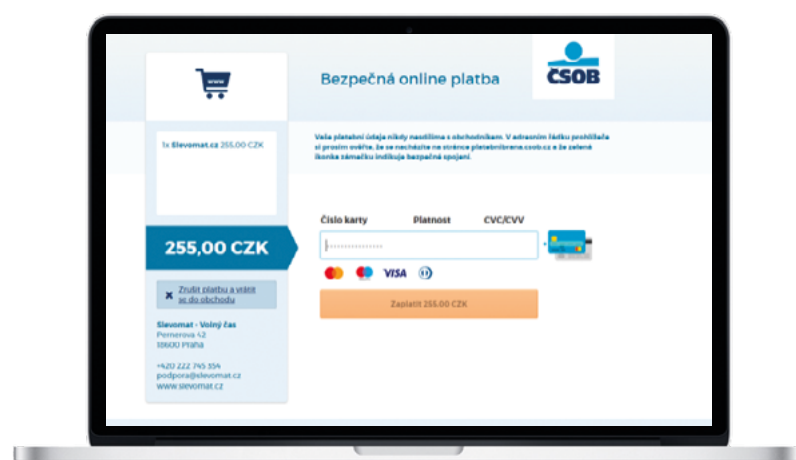 Bezpečná online platba
ČSOB
1x Slevomat.cz 255.00 CZK
Vaše platební údaje nikdy nesdílíme s obchodníkem. V adresním řádku prohlížeče
si prosím ověřte, že se nacházíte na stránce platebnibrana.csob.cz a že zelená
ikonka zámečku indikuje bezpečné spojení.
Číslo karty Platnost CVC/CVV
255,00 CZK
VISA
Zaplatit 255.00 CZK
Zrušit platbu a vrátit
se do obchodu
Slevomat - Volný čas
Pernerova 42
18600 Praha
+420 222 745 354
podpora@slevomat.cz
www.slevomat.cz